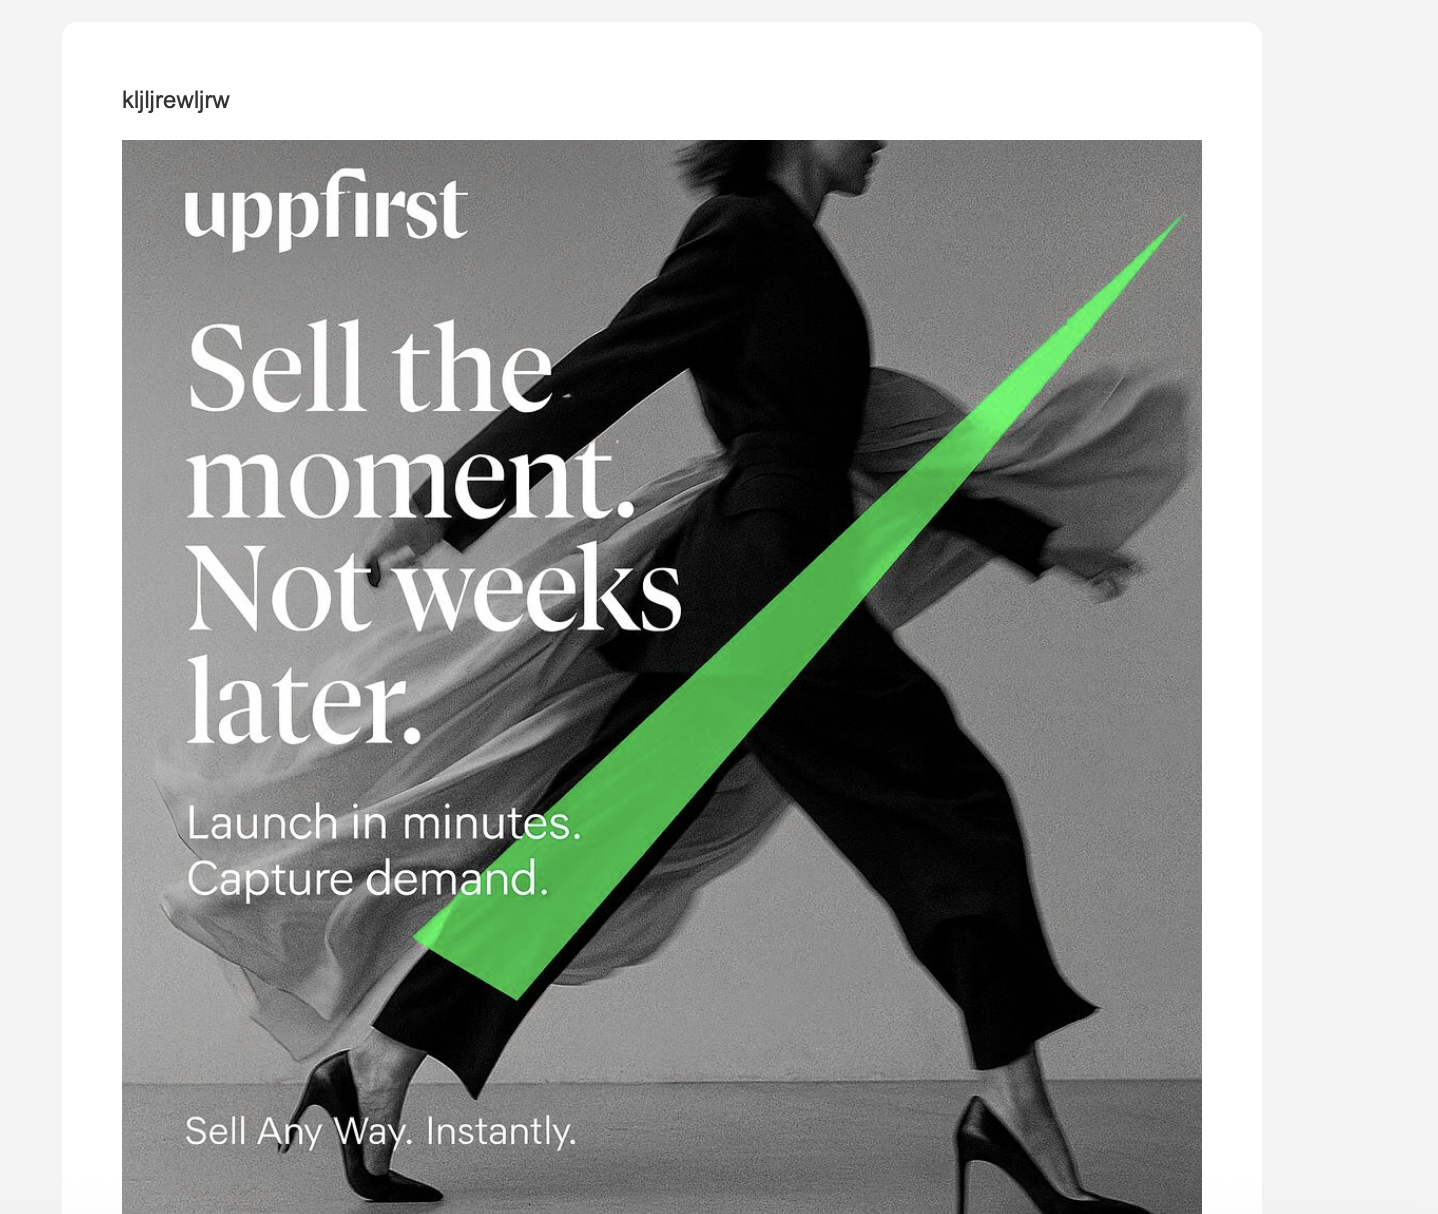 kljljrewljrw
uppfirst
Sell the
moment.
Not weeks
later.
Launch in minutes.
Capture demand.
Sell Any Way. Instantly.